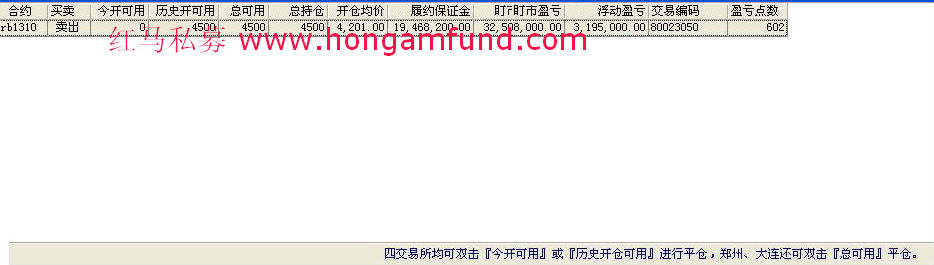 合约 买卖 今开可用 历史开可用 总可用 总持仓 开仓均价 履约保证金 盯市盯市盈亏 浮动盈亏 交易编码 盈亏点数
rb1310 卖出 0 4500 4500 4500 4,201.00 19,468,200.00 32,508,000.00 3,195,000.00 80023050 602
红马私募 www.hongamfund.com
四交易所均可双击『今开可用』或『历史开仓可用』进行平仓，郑州、大连还可双击『总可用』平仓。